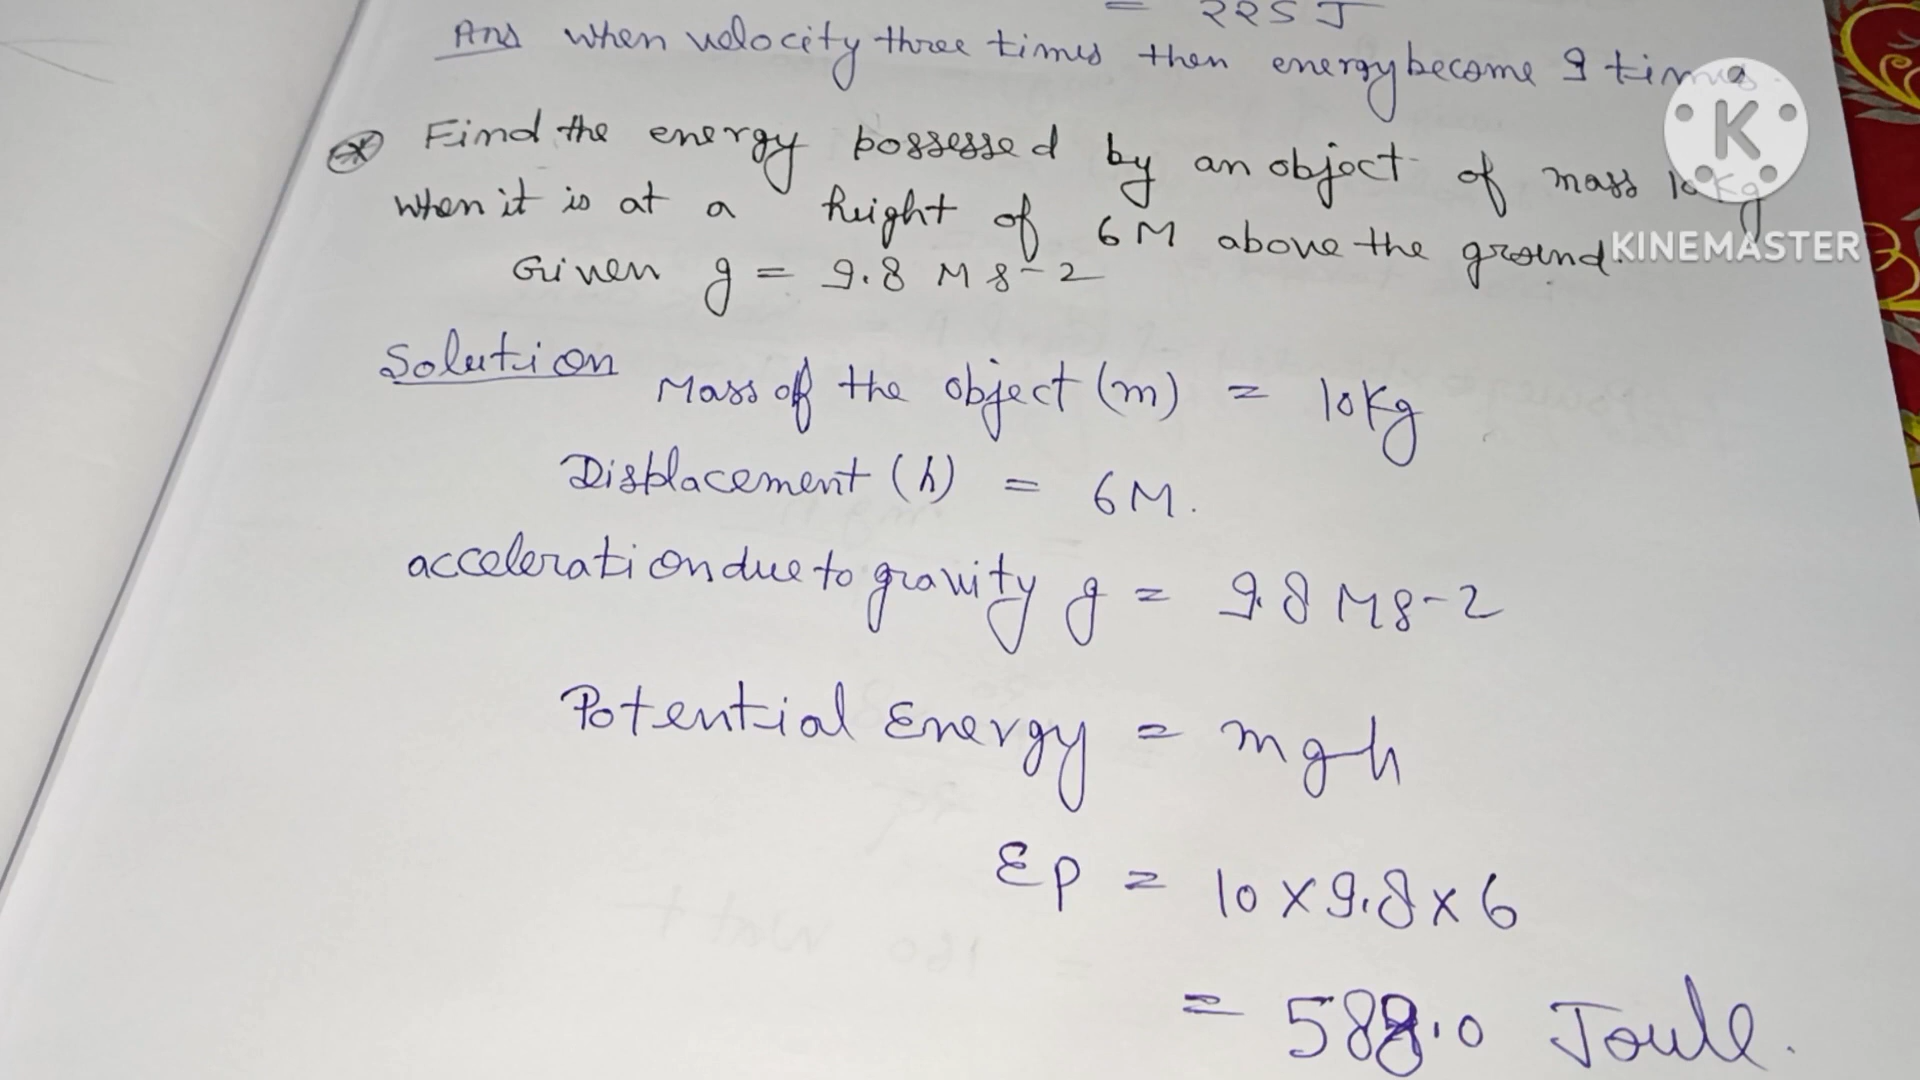 = 225 J
Ans when velocity three times then energy become 9 times
Find the energy possessed by an object of mass 10 Kg
when it is at a height of 6 M above the ground.
Given g = 9.8 M s-2
Solution Mass of the object (m) = 10 Kg
Displacement (h) = 6 M.
acceleration due to gravity g = 9.8 M s-2
Potential Energy = mgh
Ep = 10 x 9.8 x 6
= 588.0 Joule.
K
KINEMASTER